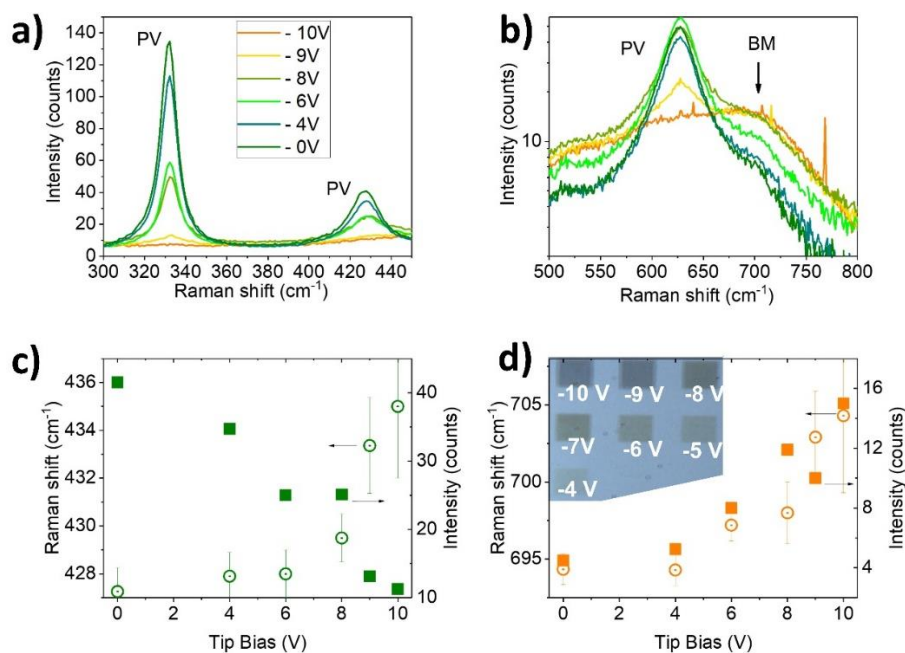 a)
PV
PV
- 10V
- 9V
- 8V
- 6V
- 4V
- 0V
140
120
100
80
60
40
20
0
300 320 340 360 380 400 420 440
Intensity (counts)
Raman shift (cm-1)
b)
PV
BM
10
500 550 600 650 700 750 800
Intensity (counts)
Raman shift (cm-1)
c)
436
434
432
431
430
428
0 2 4 6 8 10
40
30
20
10
Raman shift (cm-1)
Intensity (counts)
Tip Bias (V)
d)
-10 V -9 V -8 V
-7V -6 V -5 V
-4 V
705
700
695
0 2 4 6 8 10
16
12
8
4
Raman shift (cm-1)
Intensity (counts)
Tip Bias (V)